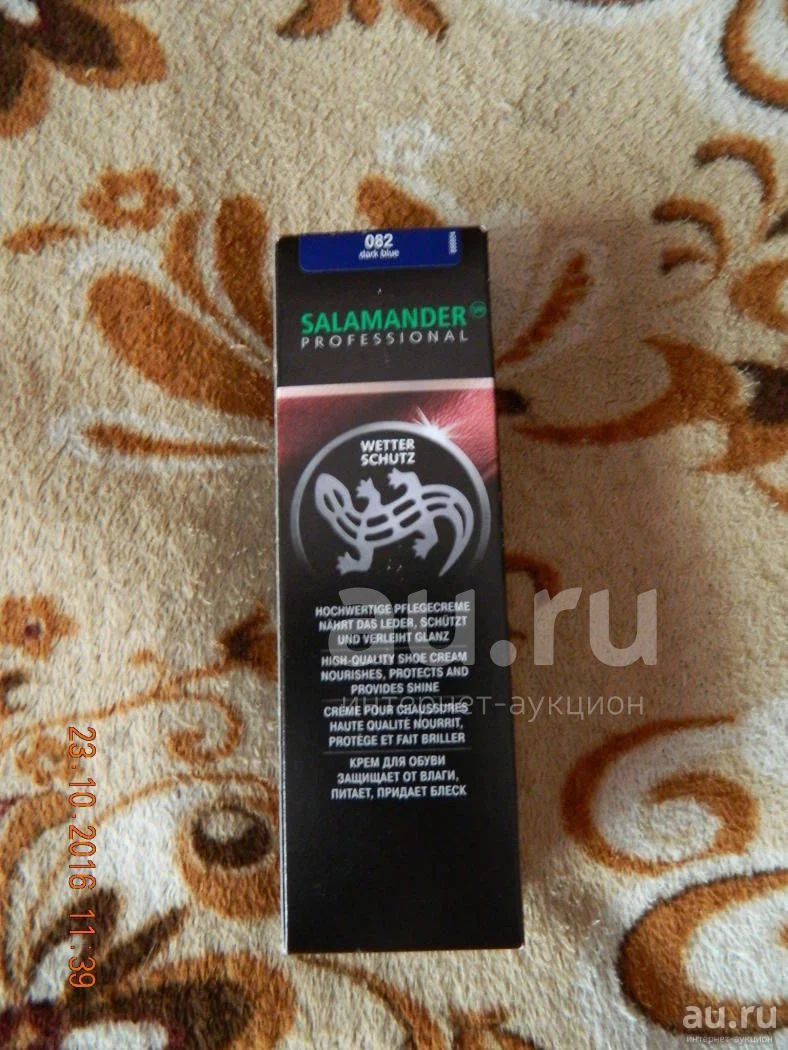 082
dark blue
SALAMANDER
PROFESSIONAL
WETTER
SCHUTZ
HOCHWERTIGE PFLEGECREME
NÄHRT DAS LEDER, SCHÜTZT
UND VERLEIHT GLANZ
HIGH-QUALITY SHOE CREAM
NOURISHES, PROTECTS AND
PROVIDES SHINE
CRÈME POUR CHAUSSURES
HAUTE QUALITÉ NOURRIT,
PROTÈGE ET FAIT BRILLER
КРЕМ ДЛЯ ОБУВИ
ЗАЩИЩАЕТ ОТ ВЛАГИ,
ПИТАЕТ, ПРИДАЕТ БЛЕСК
au.ru
интернет-аукцион
23.10.2016 11:39
au.ru
интернет-аукцион